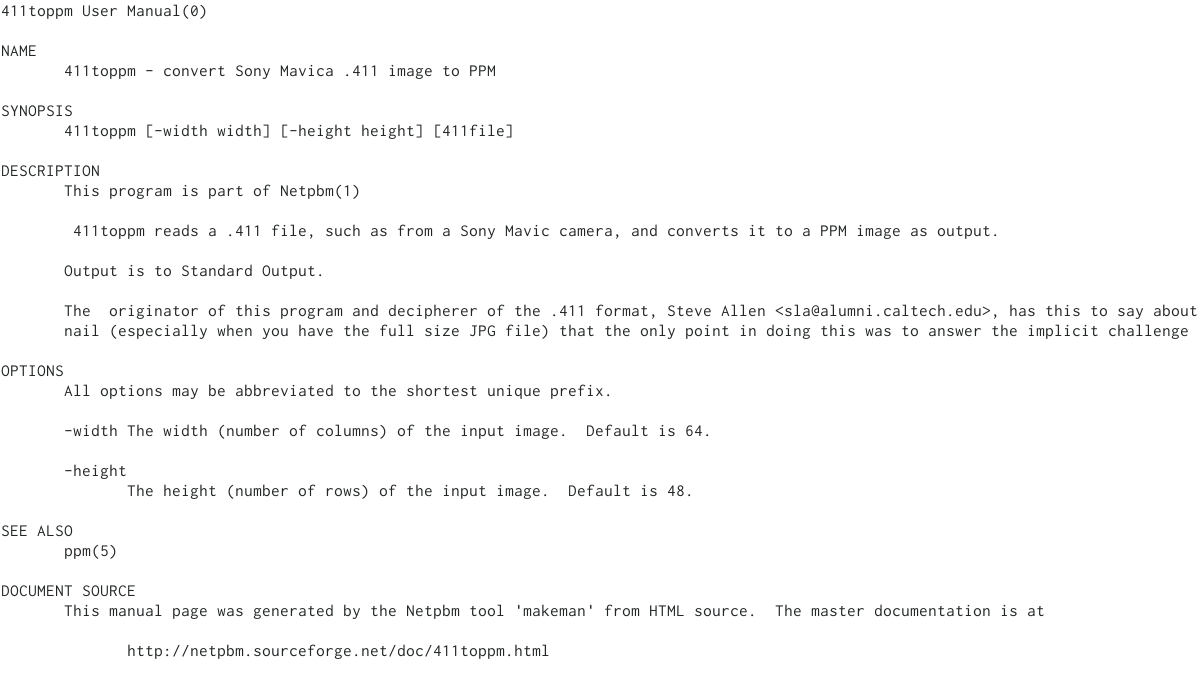 411toppm User Manual(0)
NAME
411toppm - convert Sony Mavica .411 image to PPM
SYNOPSIS
411toppm [-width width] [-height height] [411file]
DESCRIPTION
This program is part of Netpbm(1)
411toppm reads a .411 file, such as from a Sony Mavic camera, and converts it to a PPM image as output.
Output is to Standard Output.
The  originator of this program and decipherer of the .411 format, Steve Allen <sla@alumni.caltech.edu>, has this to say about
nail (especially when you have the full size JPG file) that the only point in doing this was to answer the implicit challenge
OPTIONS
All options may be abbreviated to the shortest unique prefix.
-width The width (number of columns) of the input image.  Default is 64.
-height
The height (number of rows) of the input image.  Default is 48.
SEE ALSO
ppm(5)
DOCUMENT SOURCE
This manual page was generated by the Netpbm tool 'makeman' from HTML source.  The master documentation is at
http://netpbm.sourceforge.net/doc/411toppm.html